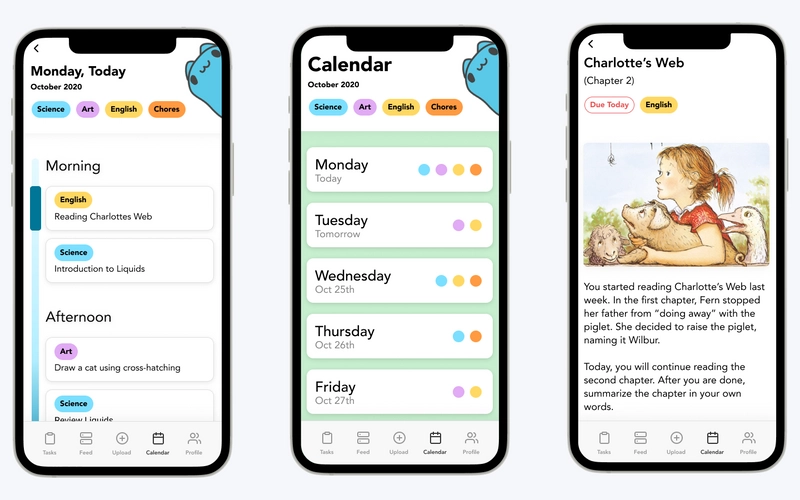 Monday, Today
October 2020
Science Art English Chores
Morning
English
Reading Charlottes Web
Science
Introduction to Liquids
Afternoon
Art
Draw a cat using cross-hatching
Science
Review Liquids
Tasks Feed Upload Calendar Profile
Calendar
October 2020
Science Art English Chores
Monday
Today
Tuesday
Tomorrow
Wednesday
Oct 25th
Thursday
Oct 26th
Friday
Oct 27th
Tasks Feed Upload Calendar Profile
Charlotte's Web
(Chapter 2)
Due Today English
You started reading Charlotte's Web last
week. In the first chapter, Fern stopped
her father from "doing away" with the
piglet. She decided to raise the piglet,
naming it Wilbur.
Today, you will continue reading the
second chapter. After you are done,
summarize the chapter in your own
words.
Tasks Feed Upload Calendar Profile